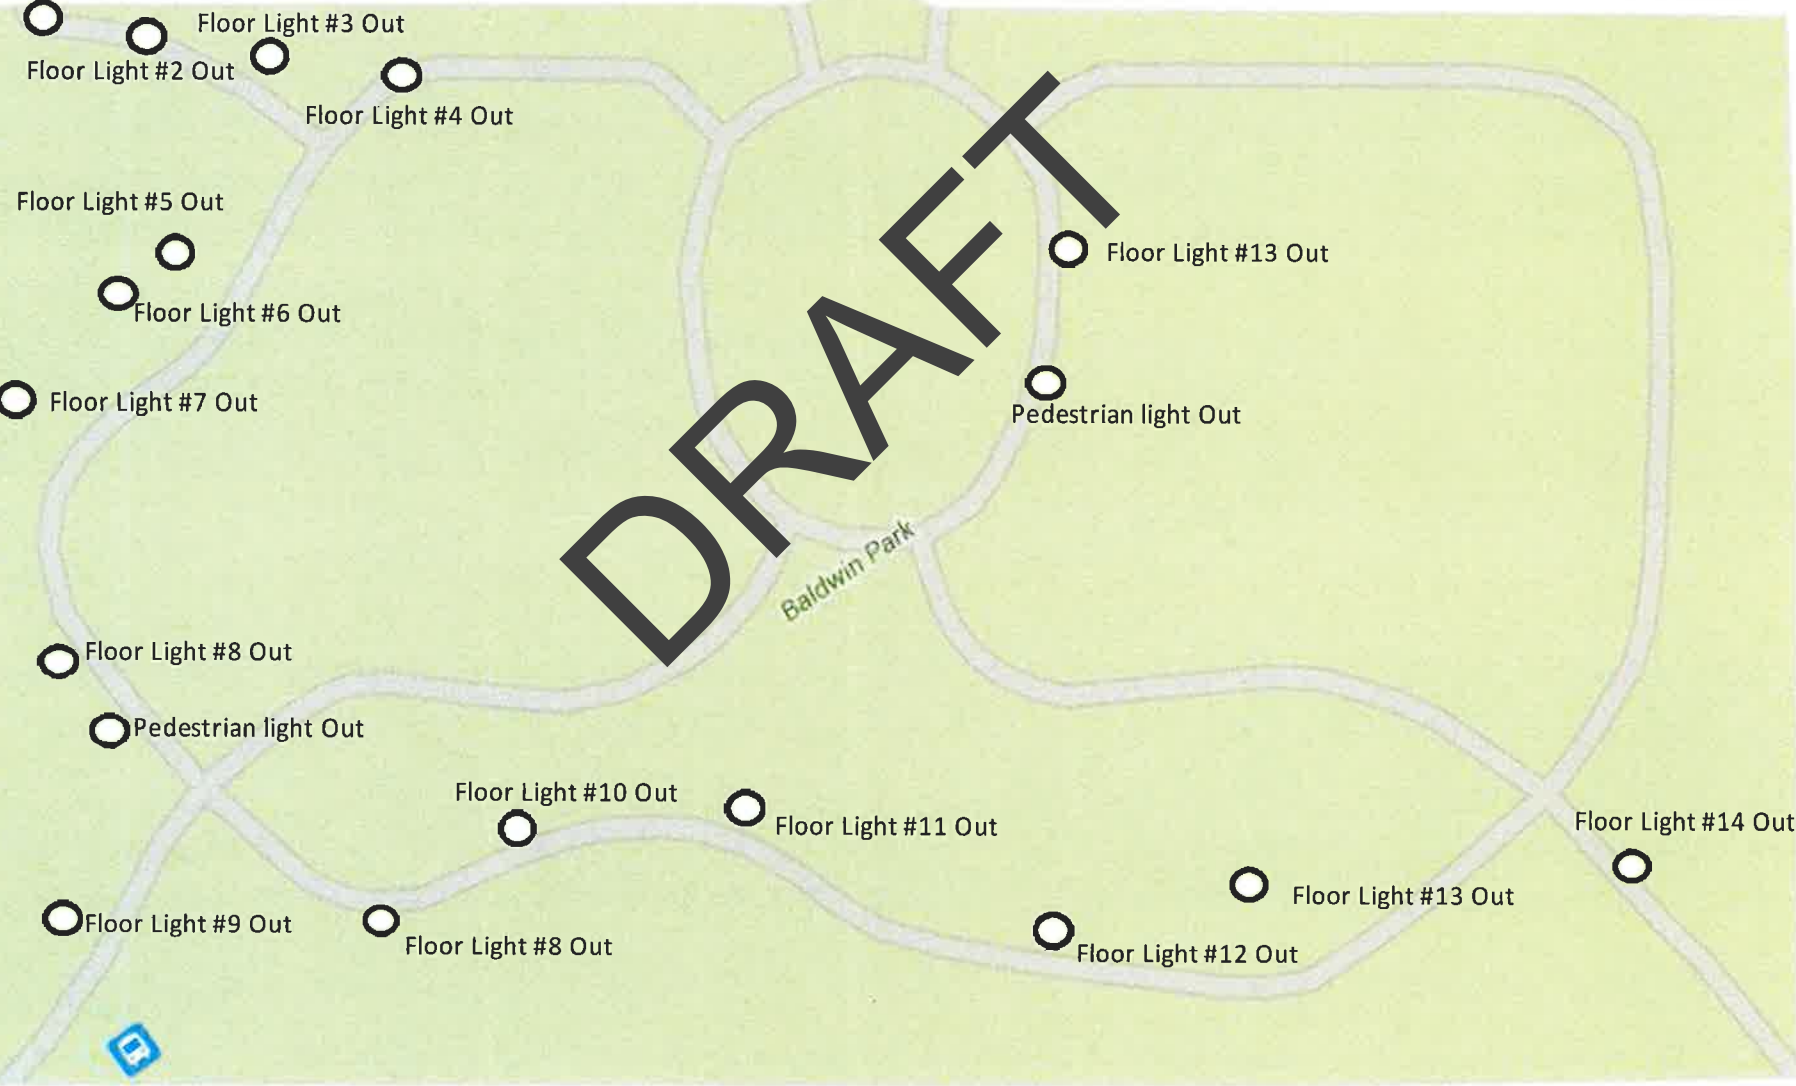 Floor Light #3 Out
Floor Light #2 Out
Floor Light #4 Out
Floor Light #5 Out
Floor Light #13 Out
Floor Light #6 Out
Floor Light #7 Out
Pedestrian light Out
DRAFT
Baldwin Park
Floor Light #8 Out
Pedestrian light Out
Floor Light #10 Out
Floor Light #11 Out
Floor Light #14 Out
Floor Light #13 Out
Floor Light #9 Out
Floor Light #8 Out
Floor Light #12 Out